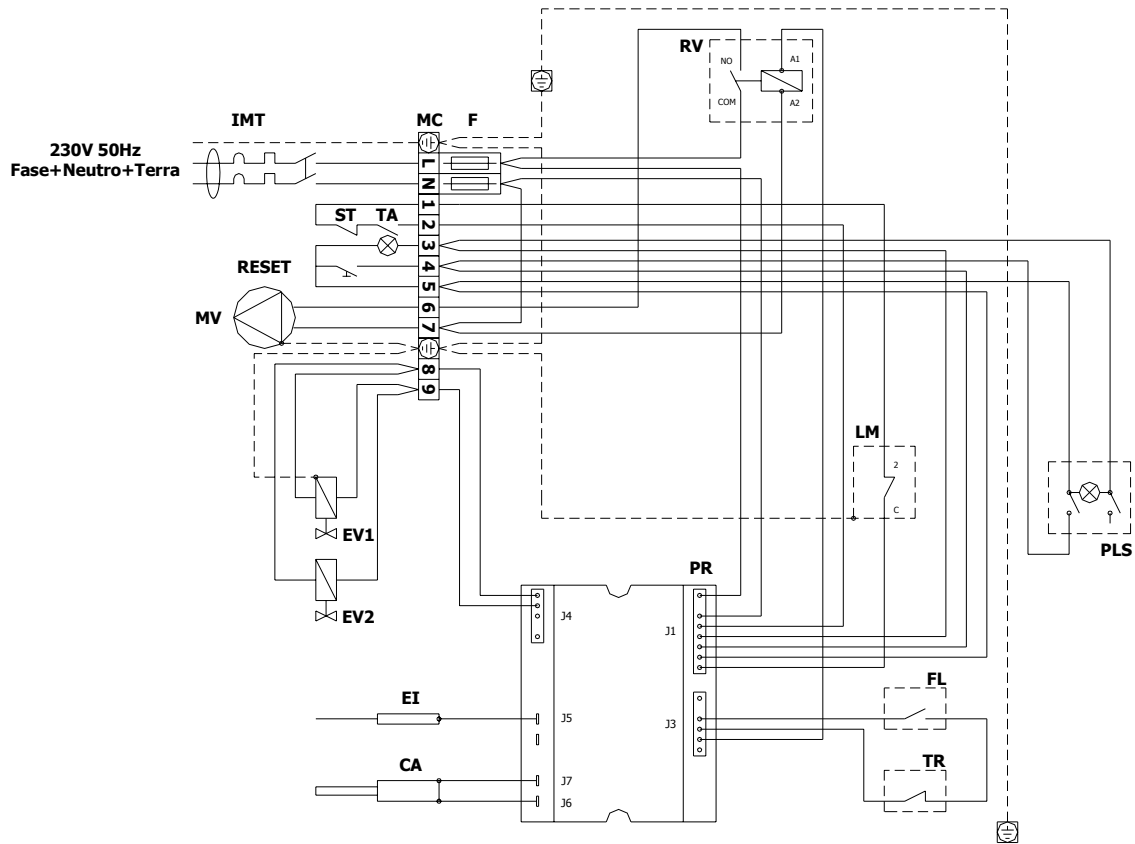 RV
NO
A1
COM
A2
IMT
MC
F
230V 50Hz
Fase+Neutro+Terra
L
N
1
ST
TA
2
3
RESET
4
5
6
MV
7
8
9
LM
2
C
EV1
PLS
EV2
PR
J4
J1
EI
J5
J3
FL
CA
J7
J6
TR